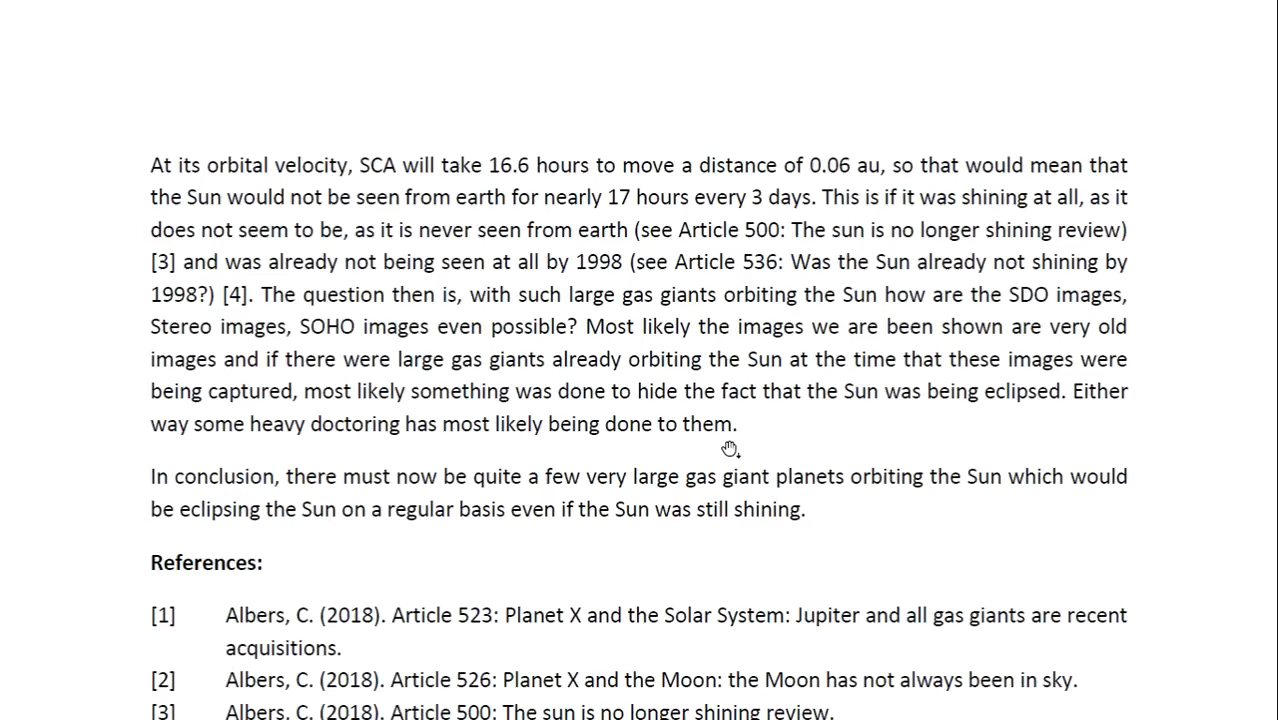 At its orbital velocity, SCA will take 16.6 hours to move a distance of 0.06 au, so that would mean that
the Sun would not be seen from earth for nearly 17 hours every 3 days. This is if it was shining at all, as it
does not seem to be, as it is never seen from earth (see Article 500: The sun is no longer shining review)
[3] and was already not being seen at all by 1998 (see Article 536: Was the Sun already not shining by
1998?) [4]. The question then is, with such large gas giants orbiting the Sun how are the SDO images,
Stereo images, SOHO images even possible? Most likely the images we are been shown are very old
images and if there were large gas giants already orbiting the Sun at the time that these images were
being captured, most likely something was done to hide the fact that the Sun was being eclipsed. Either
way some heavy doctoring has most likely being done to them.
In conclusion, there must now be quite a few very large gas giant planets orbiting the Sun which would
be eclipsing the Sun on a regular basis even if the Sun was still shining.
References:
[1] Albers, C. (2018). Article 523: Planet X and the Solar System: Jupiter and all gas giants are recent
acquisitions.
[2] Albers, C. (2018). Article 526: Planet X and the Moon: the Moon has not always been in sky.
[3] Albers, C. (2018). Article 500: The sun is no longer shining review.